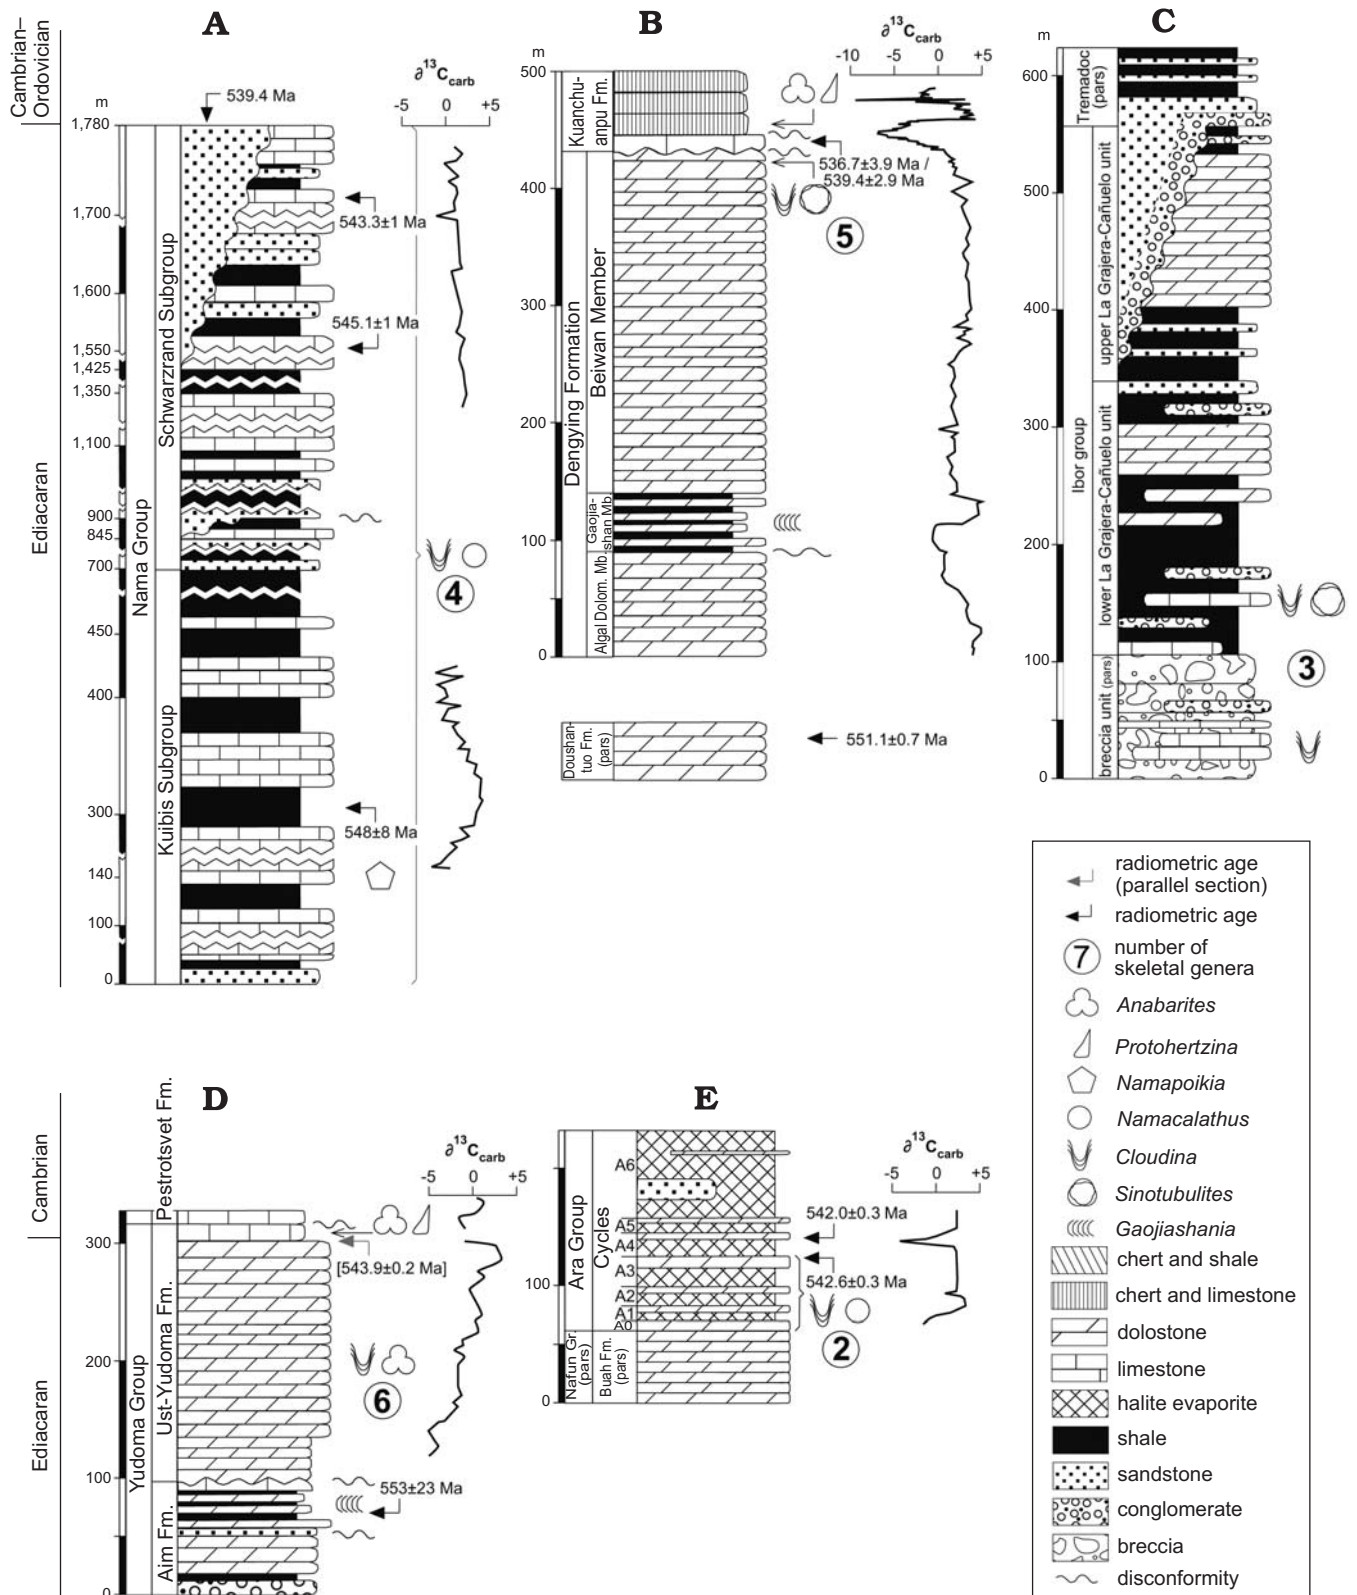 A
Cambrian–
Ordovician
Ediacaran
m
1,780
1,700
1,600
1,550
1,425
1,350
1,100
900
845
700
450
400
300
140
100
0
Nama Group
Schwarzrand Subgroup
Kuibis Subgroup
539.4 Ma
543.3±1 Ma
545.1±1 Ma
548±8 Ma
4
∂13Ccarb
-5 0 +5
B
m
500
400
300
200
100
0
Kuanchu-
anpu Fm.
Dengying Formation
Beiwan Member
Gaojia-
shan Mb.
Algal Dolom. Mb.
Doushan-
tuo Fm.
(pars)
∂13Ccarb
-10 -5 0 +5
536.7±3.9 Ma /
539.4±2.9 Ma
5
551.1±0.7 Ma
C
m
600
500
400
300
200
100
0
Tremadoc
(pars)
Ibor group
upper La Grajera-Cañuelo unit
lower La Grajera-Cañuelo unit
breccia unit (pars)
3
D
Cambrian
Ediacaran
300
200
100
0
Pestrotsvet Fm.
Yudoma Group
Ust-Yudoma Fm.
Aim Fm.
∂13Ccarb
-5 0 +5
[543.9±0.2 Ma]
6
553±23 Ma
E
100
0
Ara Group
Cycles
A6
A5
A4
A3
A2
A1
A0
Nafun Gr.
(pars)
Buah Fm.
(pars)
∂13Ccarb
-5 0 +5
542.0±0.3 Ma
542.6±0.3 Ma
2
radiometric age
(parallel section)
radiometric age
7
number of
skeletal genera
Anabarites
Protohertzina
Namapoikia
Namacalathus
Cloudina
Sinotubulites
Gaojiashania
chert and shale
chert and limestone
dolostone
limestone
halite evaporite
shale
sandstone
conglomerate
breccia
disconformity